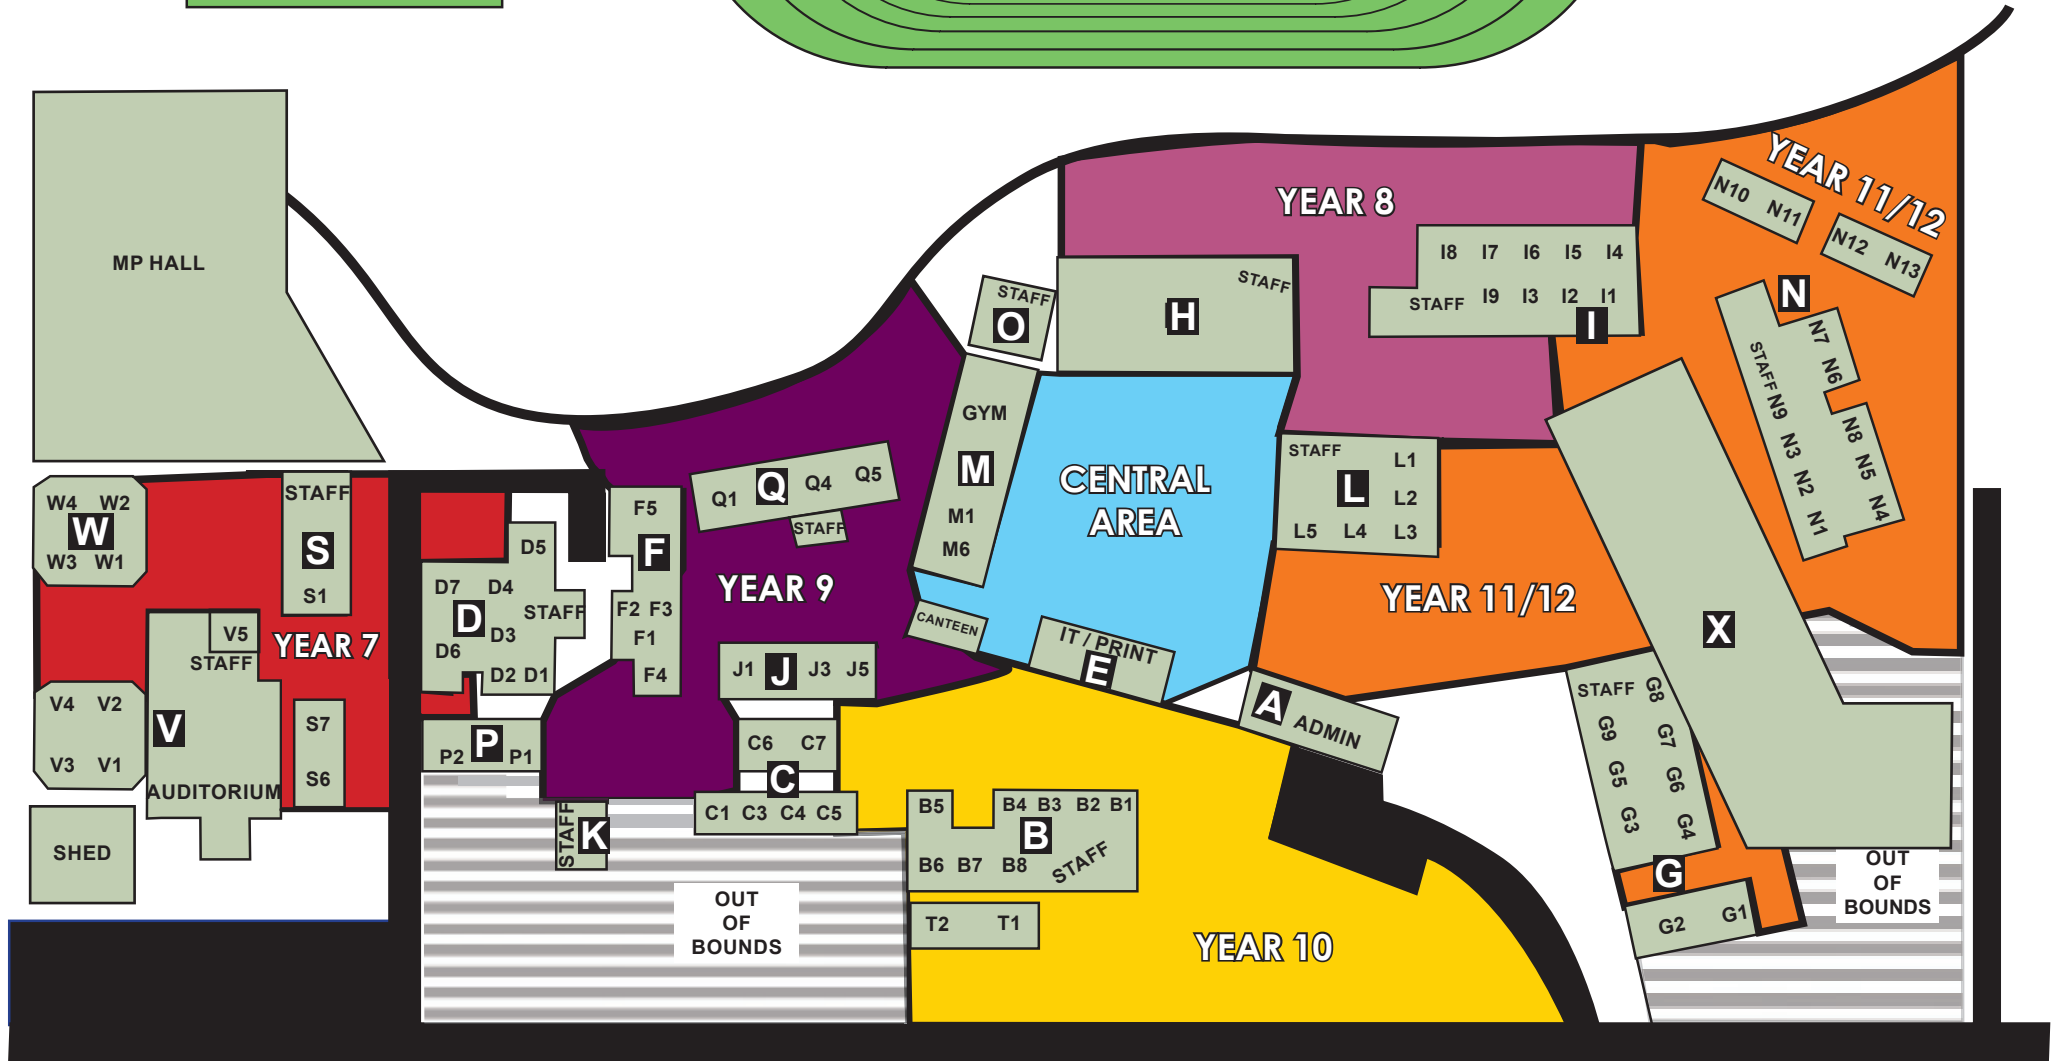 MP HALL
W4 W2
W
W3 W1
STAFF
S
S1
V5
STAFF
YEAR 7
V4 V2
V
V3 V1
AUDITORIUM
S7
S6
SHED
D5
D7 D4
D
STAFF
D3
D6
D2 D1
P2 P P1
F5
F
F2 F3
F1
F4
Q1 Q Q4 Q5
STAFF
YEAR 9
J1 J J3 J5
C6 C7
C
C1 C3 C4 C5
STAFF
K
OUT
OF
BOUNDS
STAFF
O
GYM
M
M1
M6
CANTEEN
STAFF
H
CENTRAL
AREA
IT / PRINT
E
A ADMIN
YEAR 8
I8 I7 I6 I5 I4
STAFF I9 I3 I2 I1
I
STAFF
L1
L
L2
L5 L4 L3
YEAR 11/12
YEAR 11/12
N10 N11
N12 N13
N
N7
N6
STAFF
N9
N8
N3
N5
N2
N4
N1
X
STAFF G8
G9 G7
G5 G6
G3 G4
G
G2 G1
OUT
OF
BOUNDS
B5 B4 B3 B2 B1
B
B6 B7 B8 STAFF
T2 T1
YEAR 10